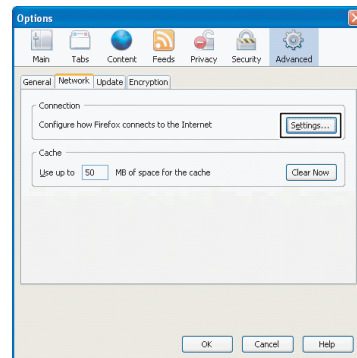 Options
Main Tabs Content Feeds Privacy Security Advanced
General Network Update Encryption
Connection
Configure how Firefox connects to the Internet Settings...
Cache
Use up to 50 MB of space for the cache Clear Now
OK Cancel Help